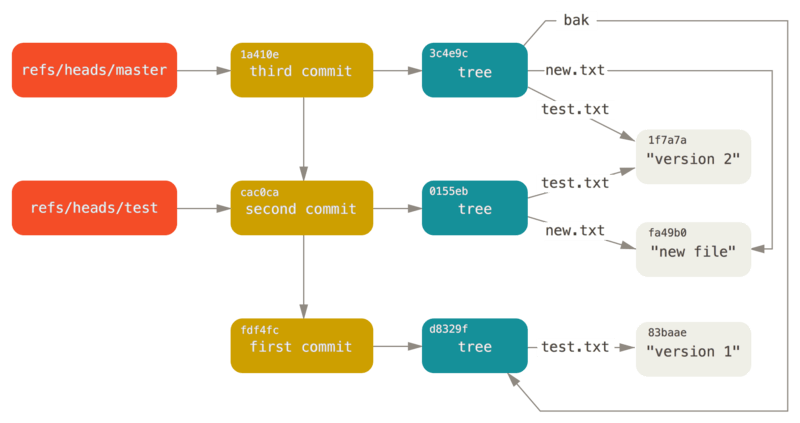 bak
1a410e
3c4e9c
refs/heads/master
third commit
tree
new.txt
test.txt
1f7a7a
"version 2"
cac0ca
0155eb
test.txt
refs/heads/test
second commit
tree
new.txt
fa49b0
"new file"
fdf4fc
d8329f
83baae
first commit
tree
test.txt
"version 1"